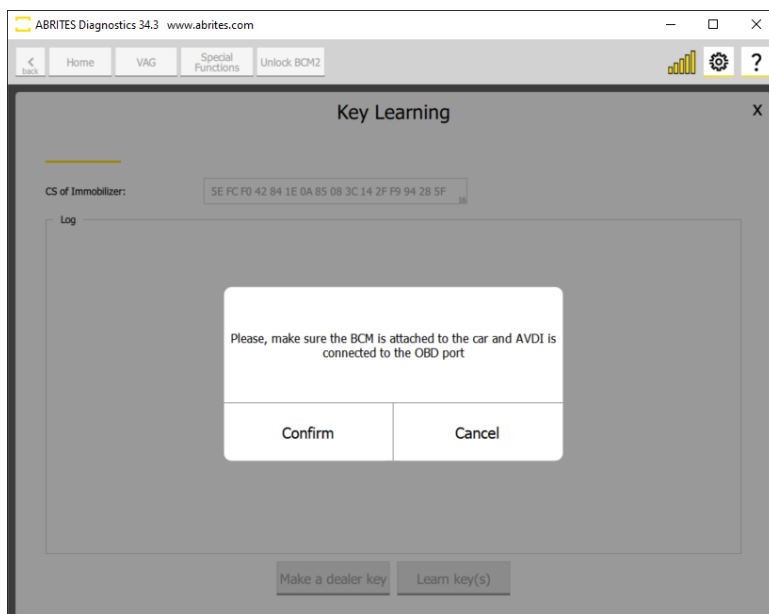 ABRITES Diagnostics 34.3 www.abrites.com
back
Home
VAG
Special
Functions
Unlock BCM2
?
Key Learning
X
CS of Immobilizer:
5E FC F0 42 84 1E 0A 85 08 3C 14 2F F9 94 28 5F
Log
Please, make sure the BCM is attached to the car and AVDI is
connected to the OBD port
Confirm
Cancel
Make a dealer key
Learn key(s)